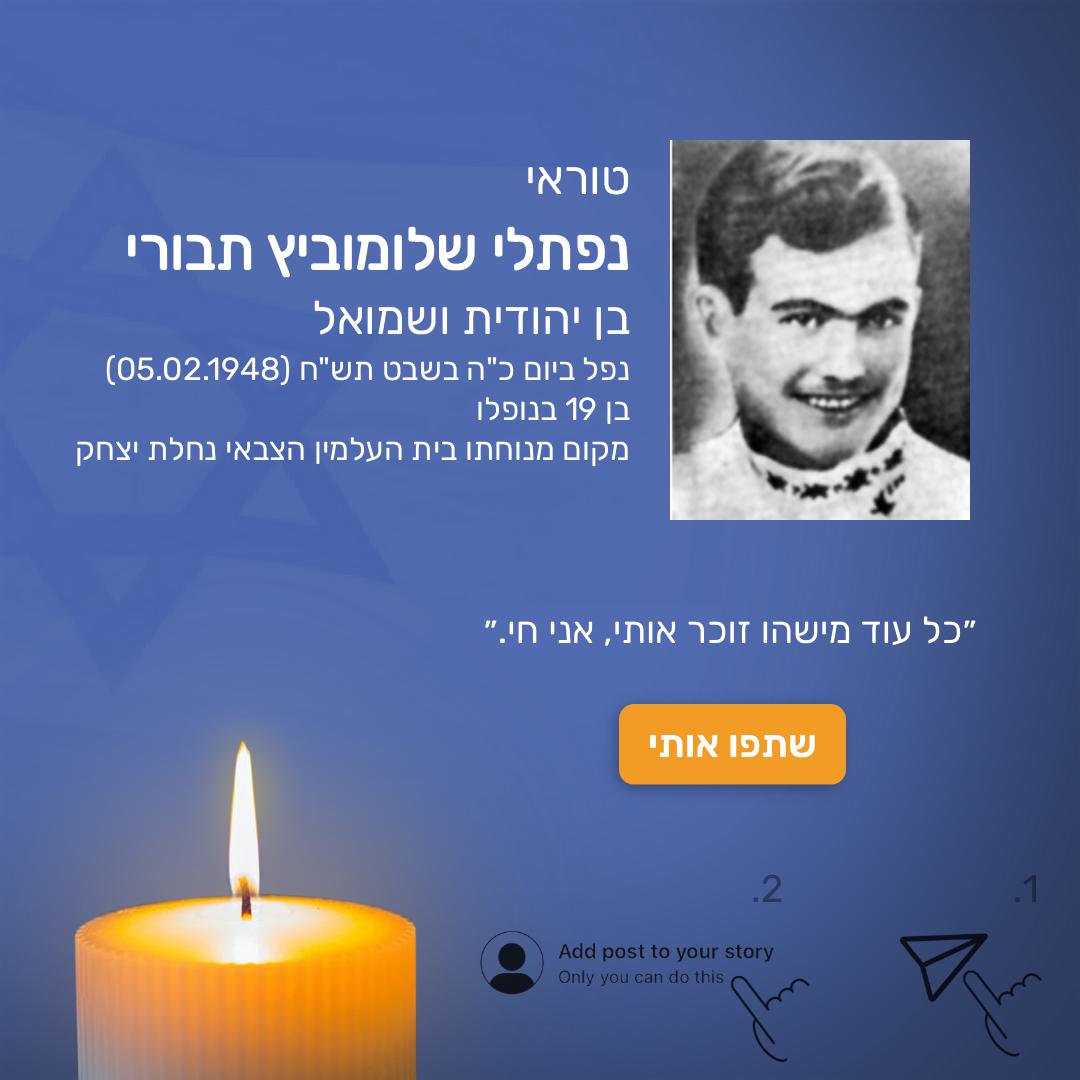 טוראי
נפתלי שלומוביץ תבורי
בן יהודית ושמואל
נפל ביום כ"ה בשבט תש"ח (05.02.1948)
בן 19 בנופלו
מקום מנוחתו בית העלמין הצבאי נחלת יצחק
״כל עוד מישהו זוכר אותי, אני חי.״
שתפו אותי
1.
2.
Add post to your story
Only you can do this